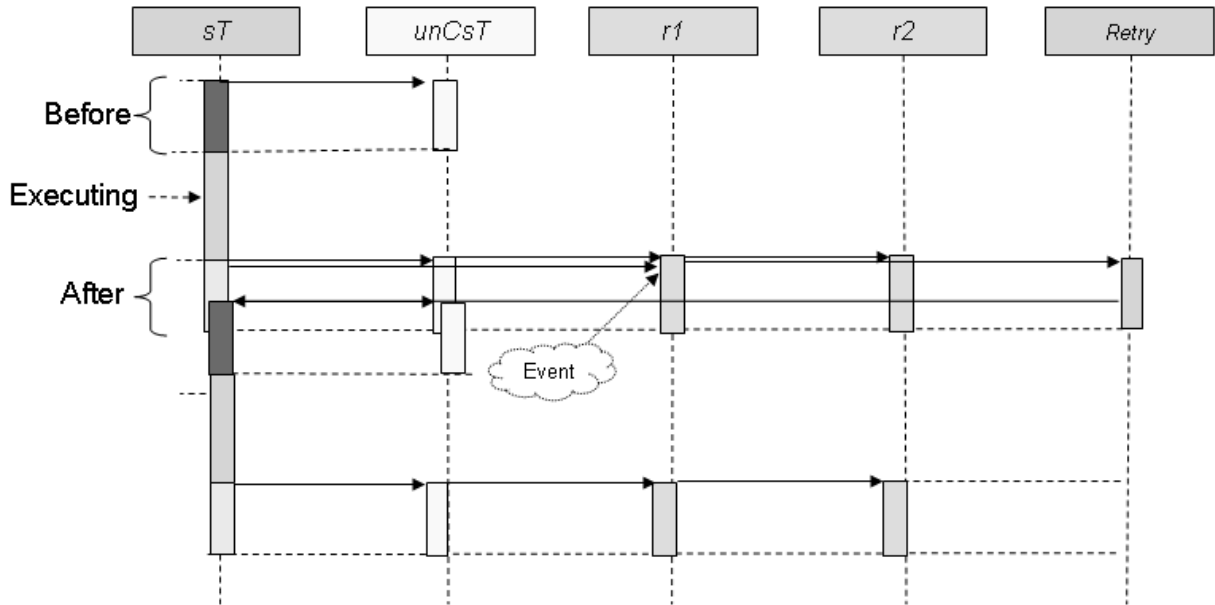 sT
unCsT
r1
r2
Retry
Before
Executing
After
Event